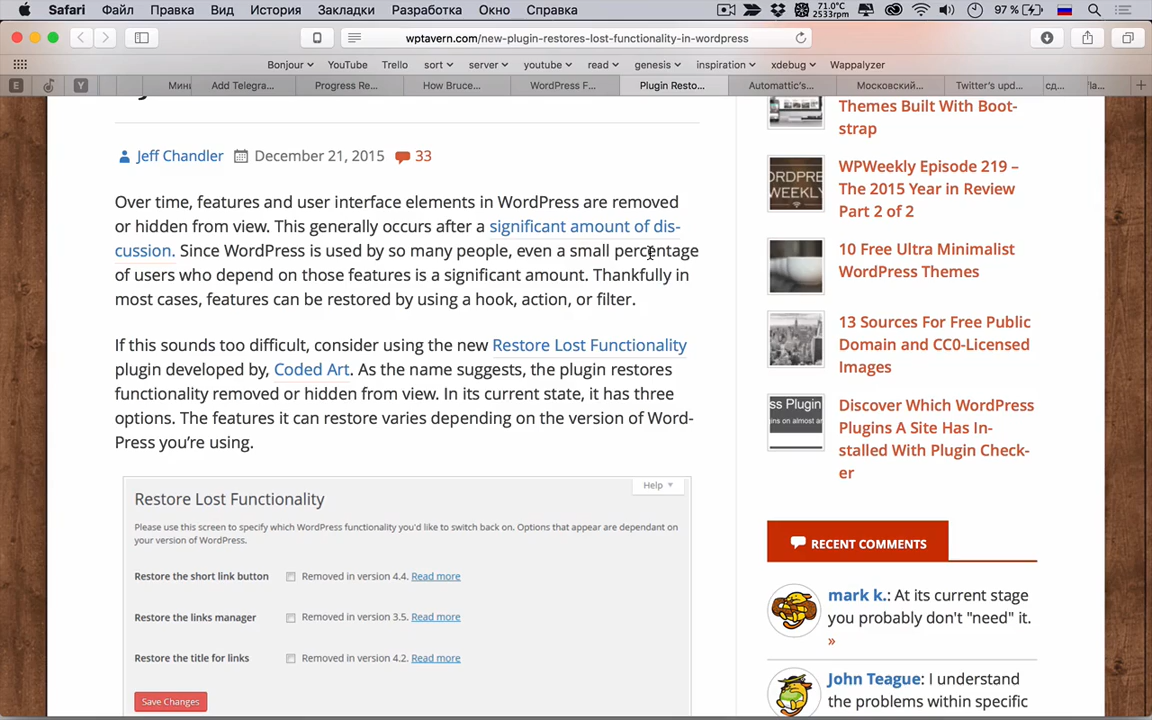 Safari Файл Правка Вид История Закладки Разработка Окно Справка 71.0°C 2533rpm 97 %
wptavern.com/new-plugin-restores-lost-functionality-in-wordpress
Bonjour YouTube Trello sort server youtube read genesis inspiration xdebug Wappalyzer
E Y Мин Add Telegra... Progress Re... How Bruce... WordPress F... Plugin Resto... Automattic's... Московский... Twitter's upd...
Jeff Chandler December 21, 2015 33
Over time, features and user interface elements in WordPress are removed
or hidden from view. This generally occurs after a significant amount of dis-
cussion. Since WordPress is used by so many people, even a small percentage
of users who depend on those features is a significant amount. Thankfully in
most cases, features can be restored by using a hook, action, or filter.
If this sounds too difficult, consider using the new Restore Lost Functionality
plugin developed by, Coded Art. As the name suggests, the plugin restores
functionality removed or hidden from view. In its current state, it has three
options. The features it can restore varies depending on the version of Word-
Press you're using.
Help
Restore Lost Functionality
Please use this screen to specify which WordPress functionality you'd like to switch back on. Options that appear are dependant on
your version of WordPress.
Restore the short link button Removed in version 4.4. Read more
Restore the links manager Removed in version 3.5. Read more
Restore the title for links Removed in version 4.2. Read more
Save Changes
Themes Built With Boot-
strap
WPWeekly Episode 219 –
The 2015 Year in Review
Part 2 of 2
10 Free Ultra Minimalist
WordPress Themes
13 Sources For Free Public
Domain and CC0-Licensed
Images
Discover Which WordPress
Plugins A Site Has In-
stalled With Plugin Check-
er
RECENT COMMENTS
mark k.: At its current stage
you probably don't "need" it.
»
John Teague: I understand
the problems within specific